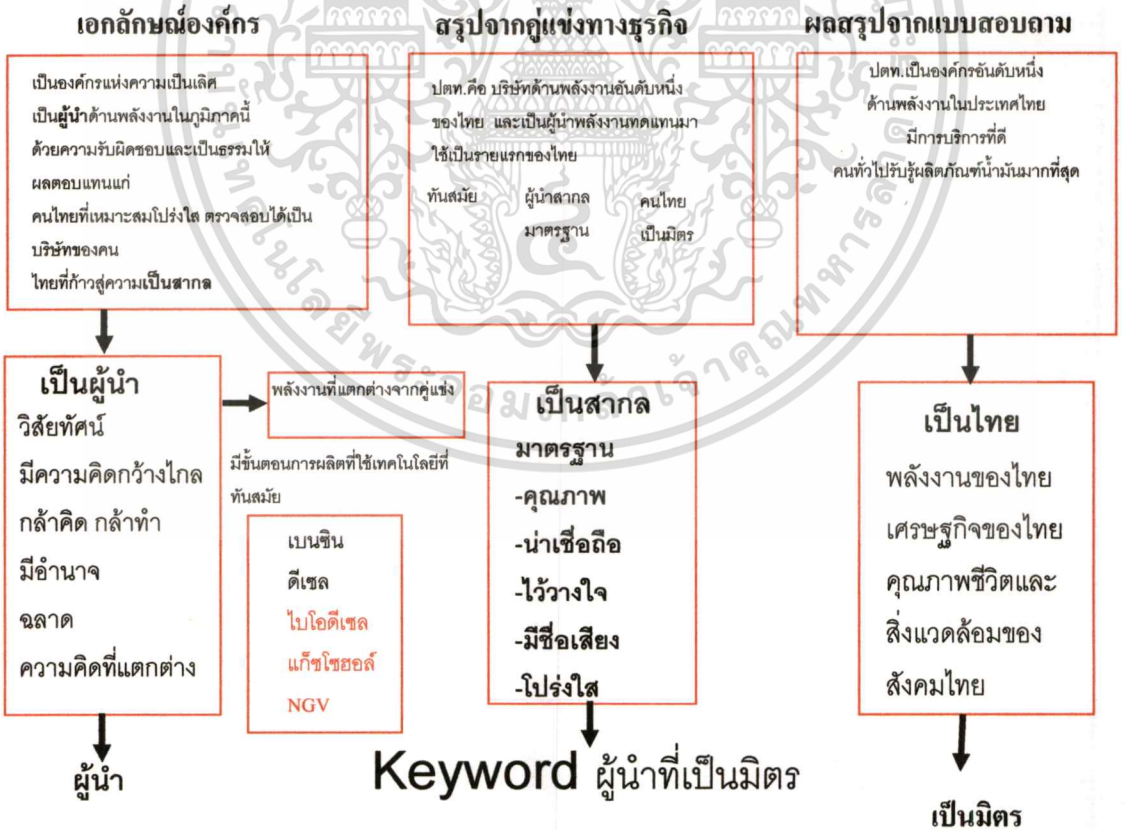 เอกลักษณ์องค์กร
เป็นองค์กรแห่งความเป็นเลิศ
เป็นผู้นำด้านพลังงานในภูมิภาคนี้
ด้วยความรับผิดชอบและเป็นธรรมให้
ผลตอบแทนแก่
คนไทยที่เหมาะสมโปร่งใส ตรวจสอบได้เป็น
บริษัทของคน
ไทยที่ก้าวสู่ความเป็นสากล
สรุปจากคู่แข่งทางธุรกิจ
ปตท.คือ บริษัทด้านพลังงานอันดับหนึ่ง
ของไทย และเป็นผู้นำพลังงานทดแทนมา
ใช้เป็นรายแรกของไทย
ทันสมัย ผู้นำสากล คนไทย
มาตรฐาน เป็นมิตร
ผลสรุปจากแบบสอบถาม
ปตท.เป็นองค์กรอันดับหนึ่ง
ด้านพลังงานในประเทศไทย
มีการบริการที่ดี
คนทั่วไปรับรู้ผลิตภัณฑ์น้ำมันมากที่สุด
เป็นผู้นำ
วิสัยทัศน์
มีความคิดกว้างไกล
กล้าคิด กล้าทำ
มีอำนาจ
ฉลาด
ความคิดที่แตกต่าง
พลังงานที่แตกต่างจากคู่แข่ง
มีขั้นตอนการผลิตที่ใช้เทคโนโลยีที่
ทันสมัย
เบนซิน
ดีเซล
ไบโอดีเซล
แก็ซโซฮอล์
NGV
เป็นสากล
มาตรฐาน
-คุณภาพ
-น่าเชื่อถือ
-ไว้วางใจ
-มีชื่อเสียง
-โปร่งใส
เป็นไทย
พลังงานของไทย
เศรษฐกิจของไทย
คุณภาพชีวิตและ
สิ่งแวดล้อมของ
สังคมไทย
ผู้นำ
Keyword ผู้นำที่เป็นมิตร
เป็นมิตร